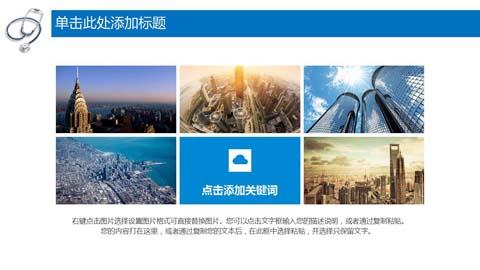 单击此处添加标题
点击添加关键词
右键点击图片选择设置图片格式可直接替换图片。您可以点击文字框输入您的描述说明，或者通过复制粘贴。
您的内容打在这里，或者通过复制您的文本后，在此框中选择粘贴，并选择只保留文字。